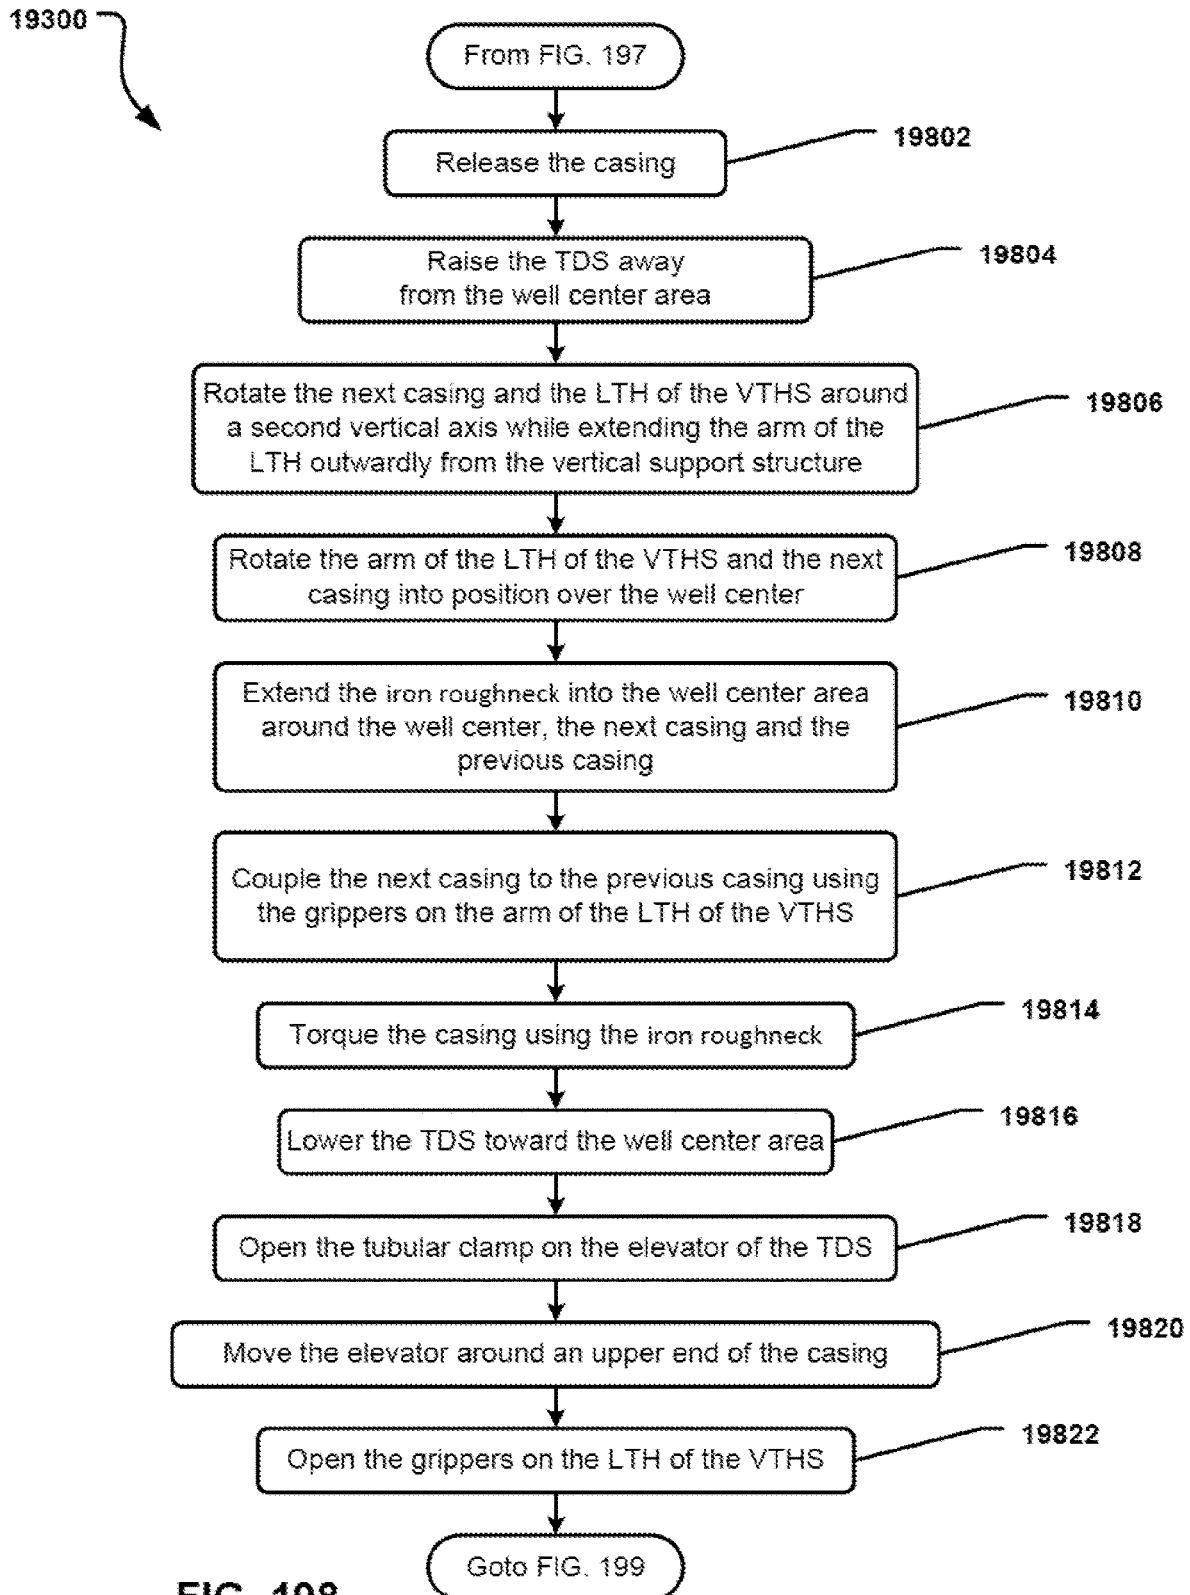 19300
From FIG. 197
Release the casing
19802
Raise the TDS away
from the well center area
19804
Rotate the next casing and the LTH of the VTHS around
a second vertical axis while extending the arm of the
LTH outwardly from the vertical support structure
19806
Rotate the arm of the LTH of the VTHS and the next
casing into position over the well center
19808
Extend the iron roughneck into the well center area
around the well center, the next casing and the
previous casing
19810
Couple the next casing to the previous casing using
the grippers on the arm of the LTH of the VTHS
19812
Torque the casing using the iron roughneck
19814
Lower the TDS toward the well center area
19816
Open the tubular clamp on the elevator of the TDS
19818
Move the elevator around an upper end of the casing
19820
Open the grippers on the LTH of the VTHS
19822
Goto FIG. 199
FIG. 198